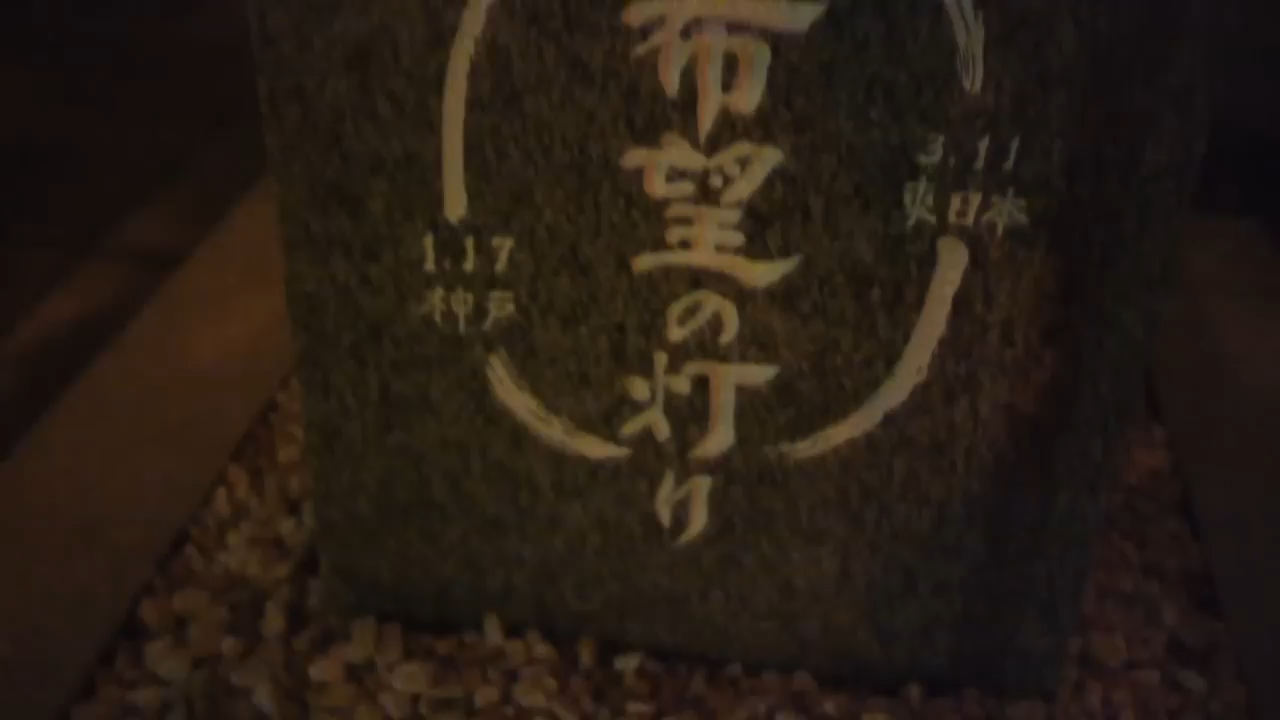 希望の灯り
1.17
神戸
3.11
東日本